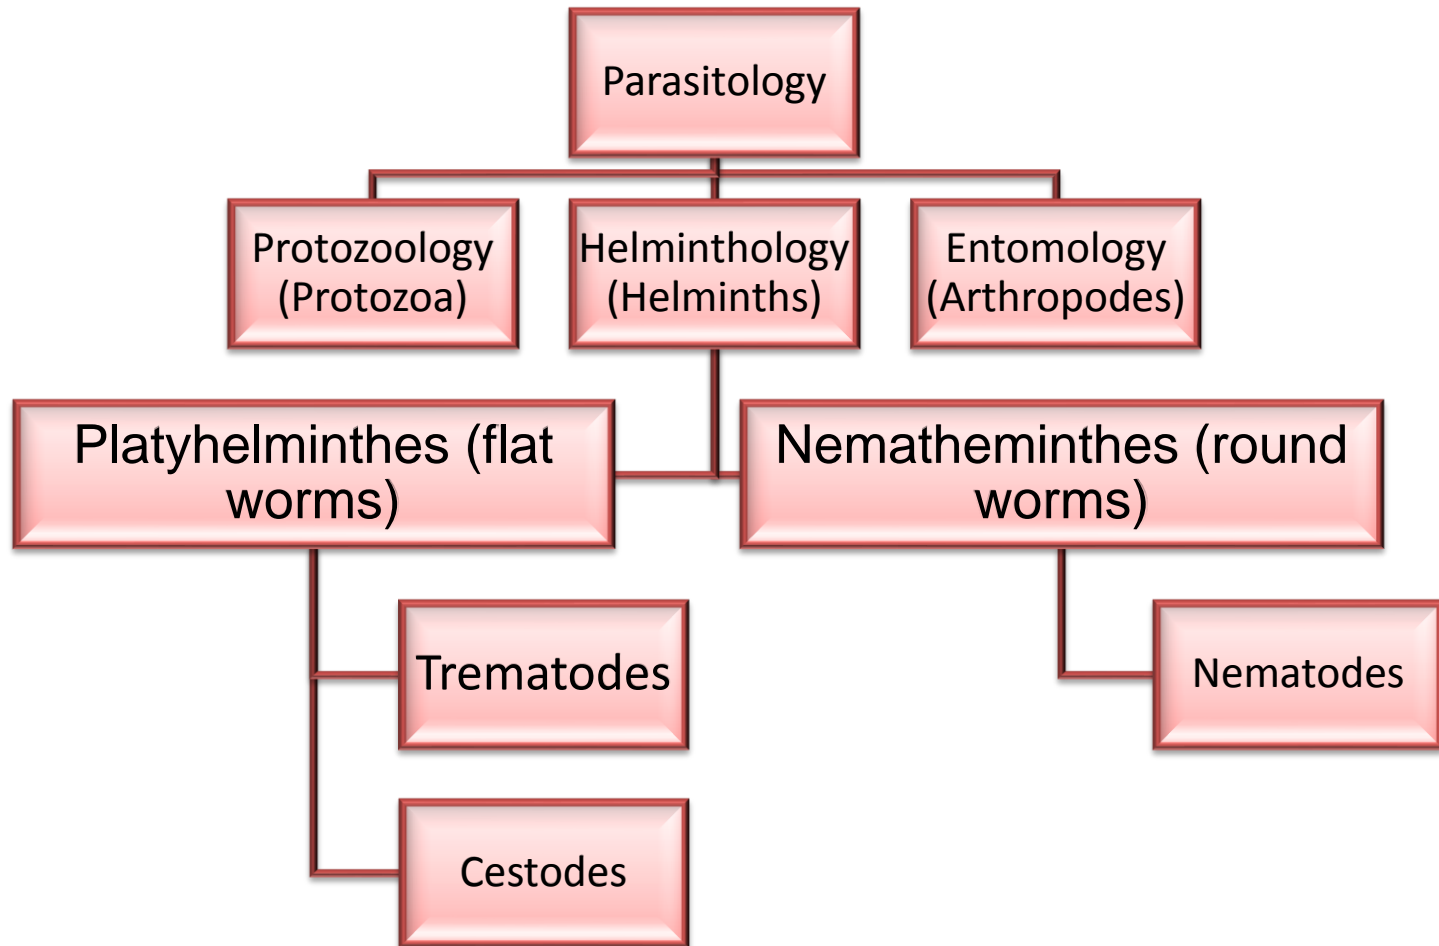 Parasitology
Protozoology
(Protozoa)
Helminthology
(Helminths)
Entomology
(Arthropodes)
Platyhelminthes (flat
worms)
Nematheminthes (round
worms)
Trematodes
Nematodes
Cestodes